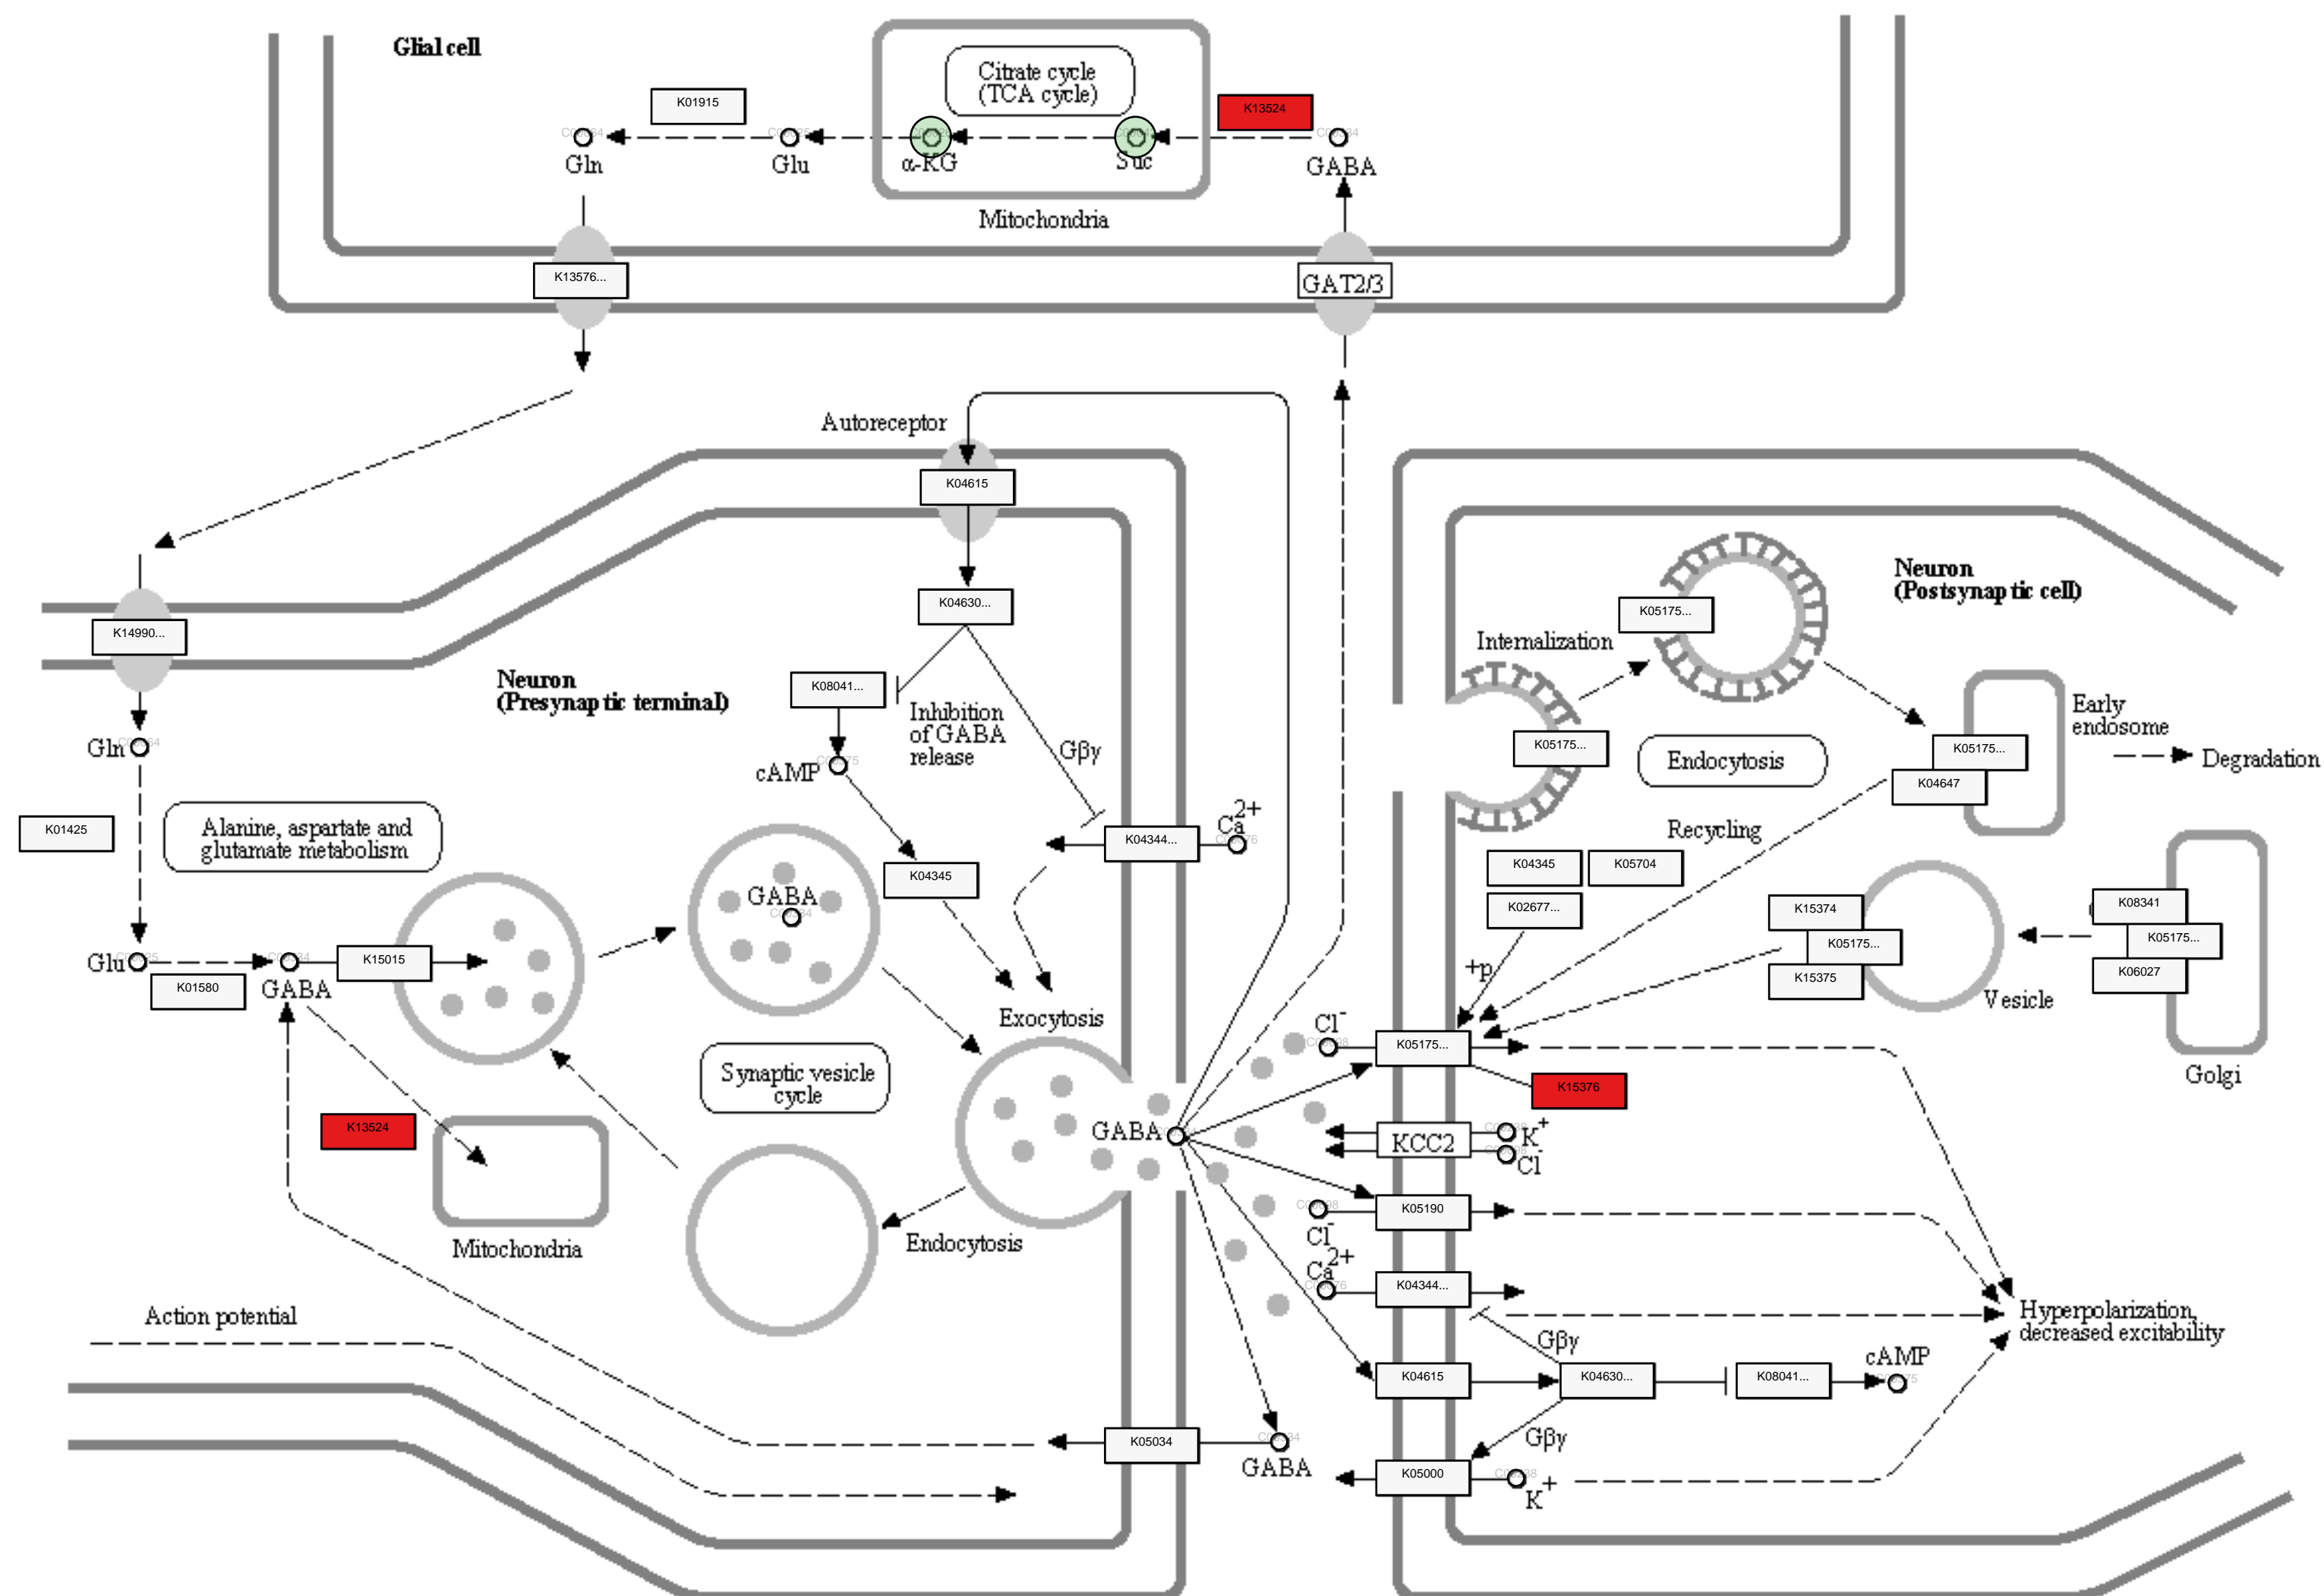 Glial cell
Citrate cycle
(TCA cycle)
K01915
K13524
Gln
Glu
α-KG
Suc
GABA
Mitochondria
K13576...
GAT2/3
Autoreceptor
K04615
K04630...
K14990...
Neuron
(Presynaptic terminal)
K08041...
Inhibition
of GABA
release
Gβγ
cAMP
Gln
K01425
Alanine, aspartate and
glutamate metabolism
GABA
K04345
K04344...
Ca2+
Glu
K01580
GABA
K15015
Exocytosis
Synaptic vesicle
cycle
K13524
Mitochondria
Endocytosis
GABA
Action potential
K05034
GABA
Neuron
(Postsynaptic cell)
K05175...
Internalization
K05175...
Endocytosis
K05175...
K04647
Early
endosome
Degradation
Recycling
K04345
K05704
K02677...
+p
K15374
K05175...
K15375
Vesicle
K08341
K05175...
K06027
Golgi
Cl-
K05175...
K15376
KCC2
K+
Cl-
K05190
Cl-
Ca2+
K04344...
Hyperpolarization,
decreased excitability
Gβγ
K04615
K04630...
K08041...
cAMP
Gβγ
K05000
K+